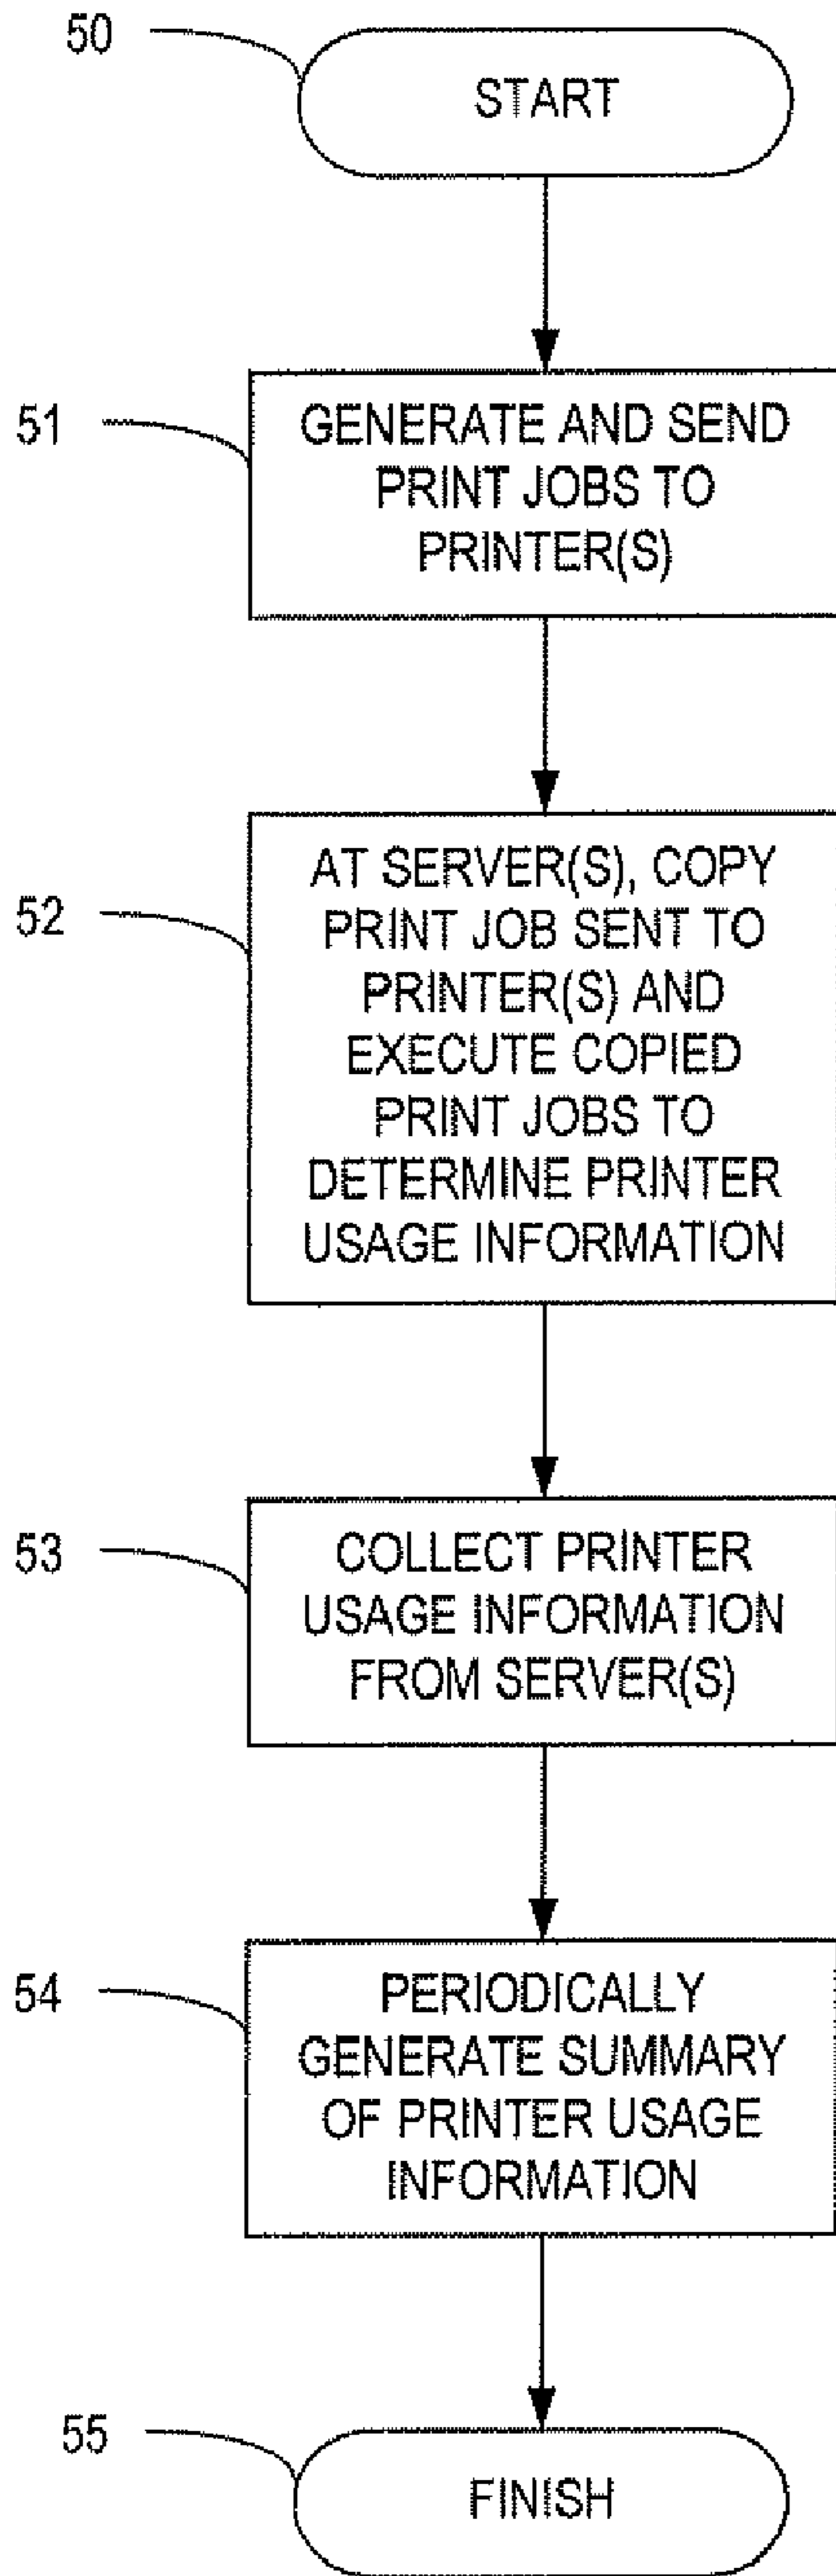 50
START
51
GENERATE AND SEND
PRINT JOBS TO
PRINTER(S)
52
AT SERVER(S), COPY
PRINT JOB SENT TO
PRINTER(S) AND
EXECUTE COPIED
PRINT JOBS TO
DETERMINE PRINTER
USAGE INFORMATION
53
COLLECT PRINTER
USAGE INFORMATION
FROM SERVER(S)
54
PERIODICALLY
GENERATE SUMMARY
OF PRINTER USAGE
INFORMATION
55
FINISH